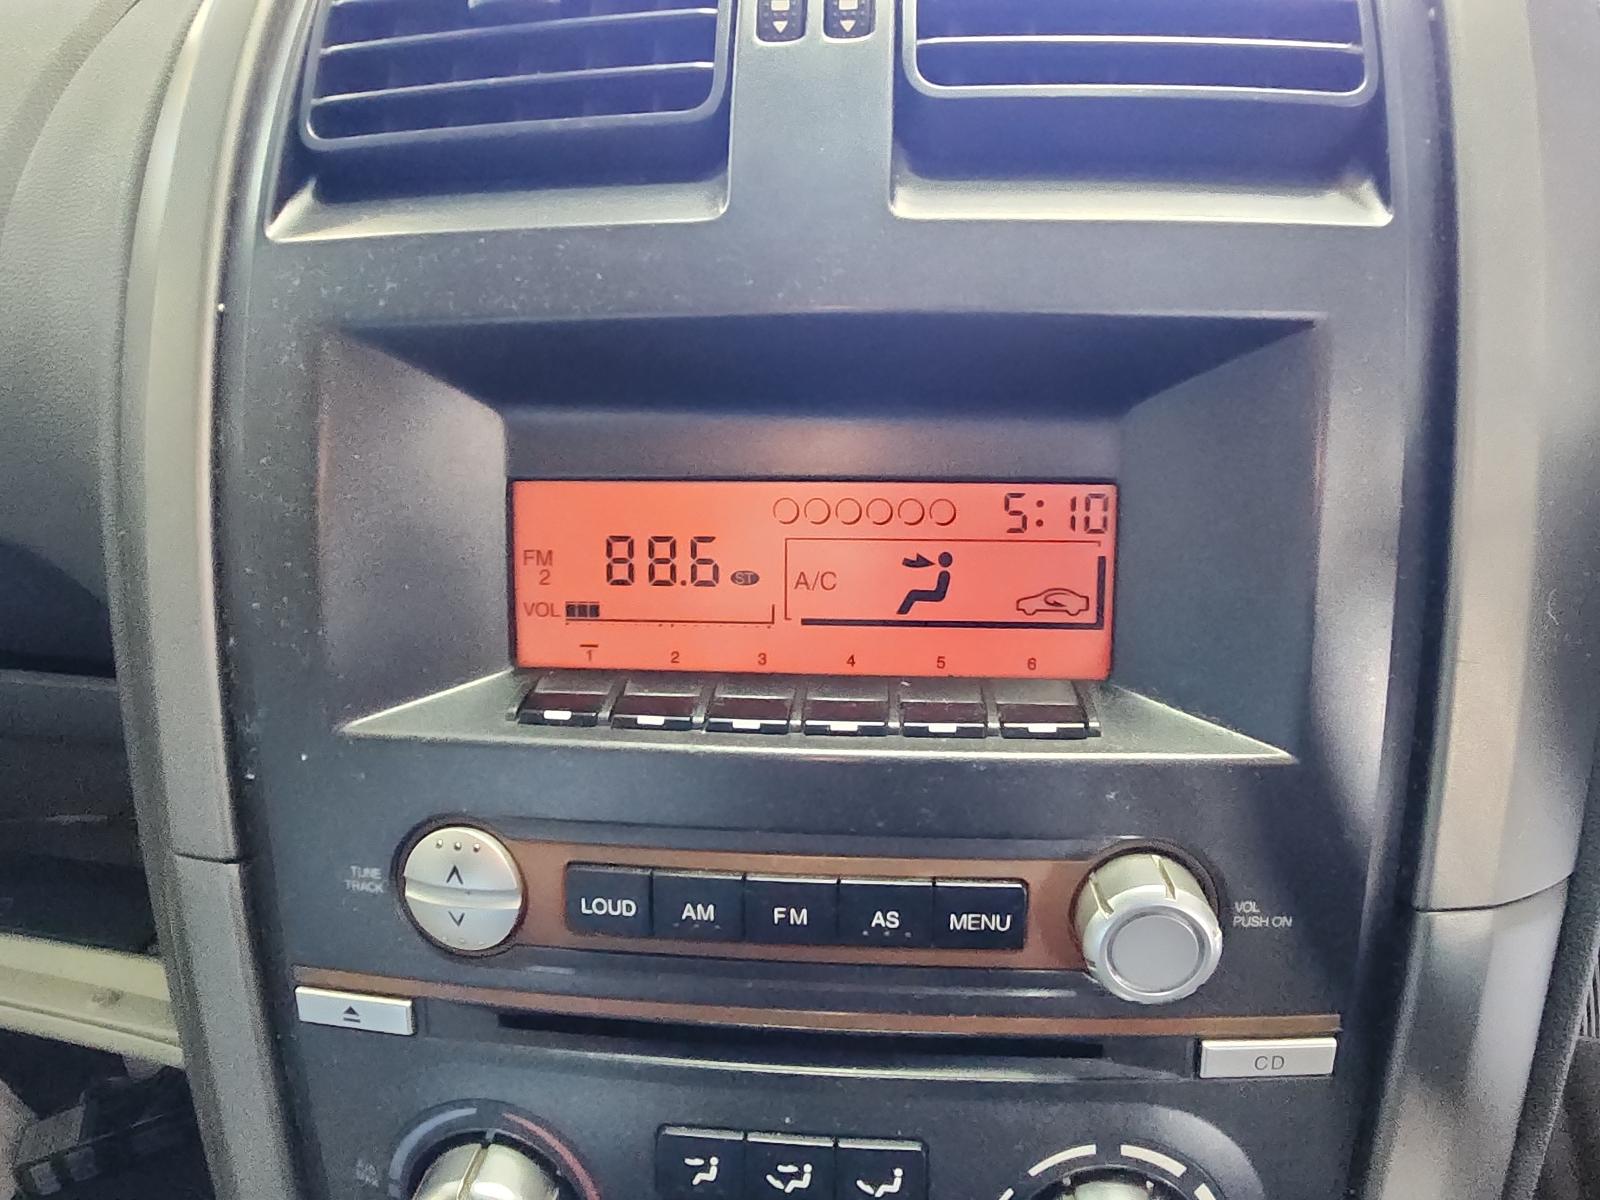 5:10
FM
2
88.6
ST
A/C
VOL
1 2 3 4 5 6
TUNE
TRACK
LOUD AM FM AS MENU
VOL
PUSH ON
CD